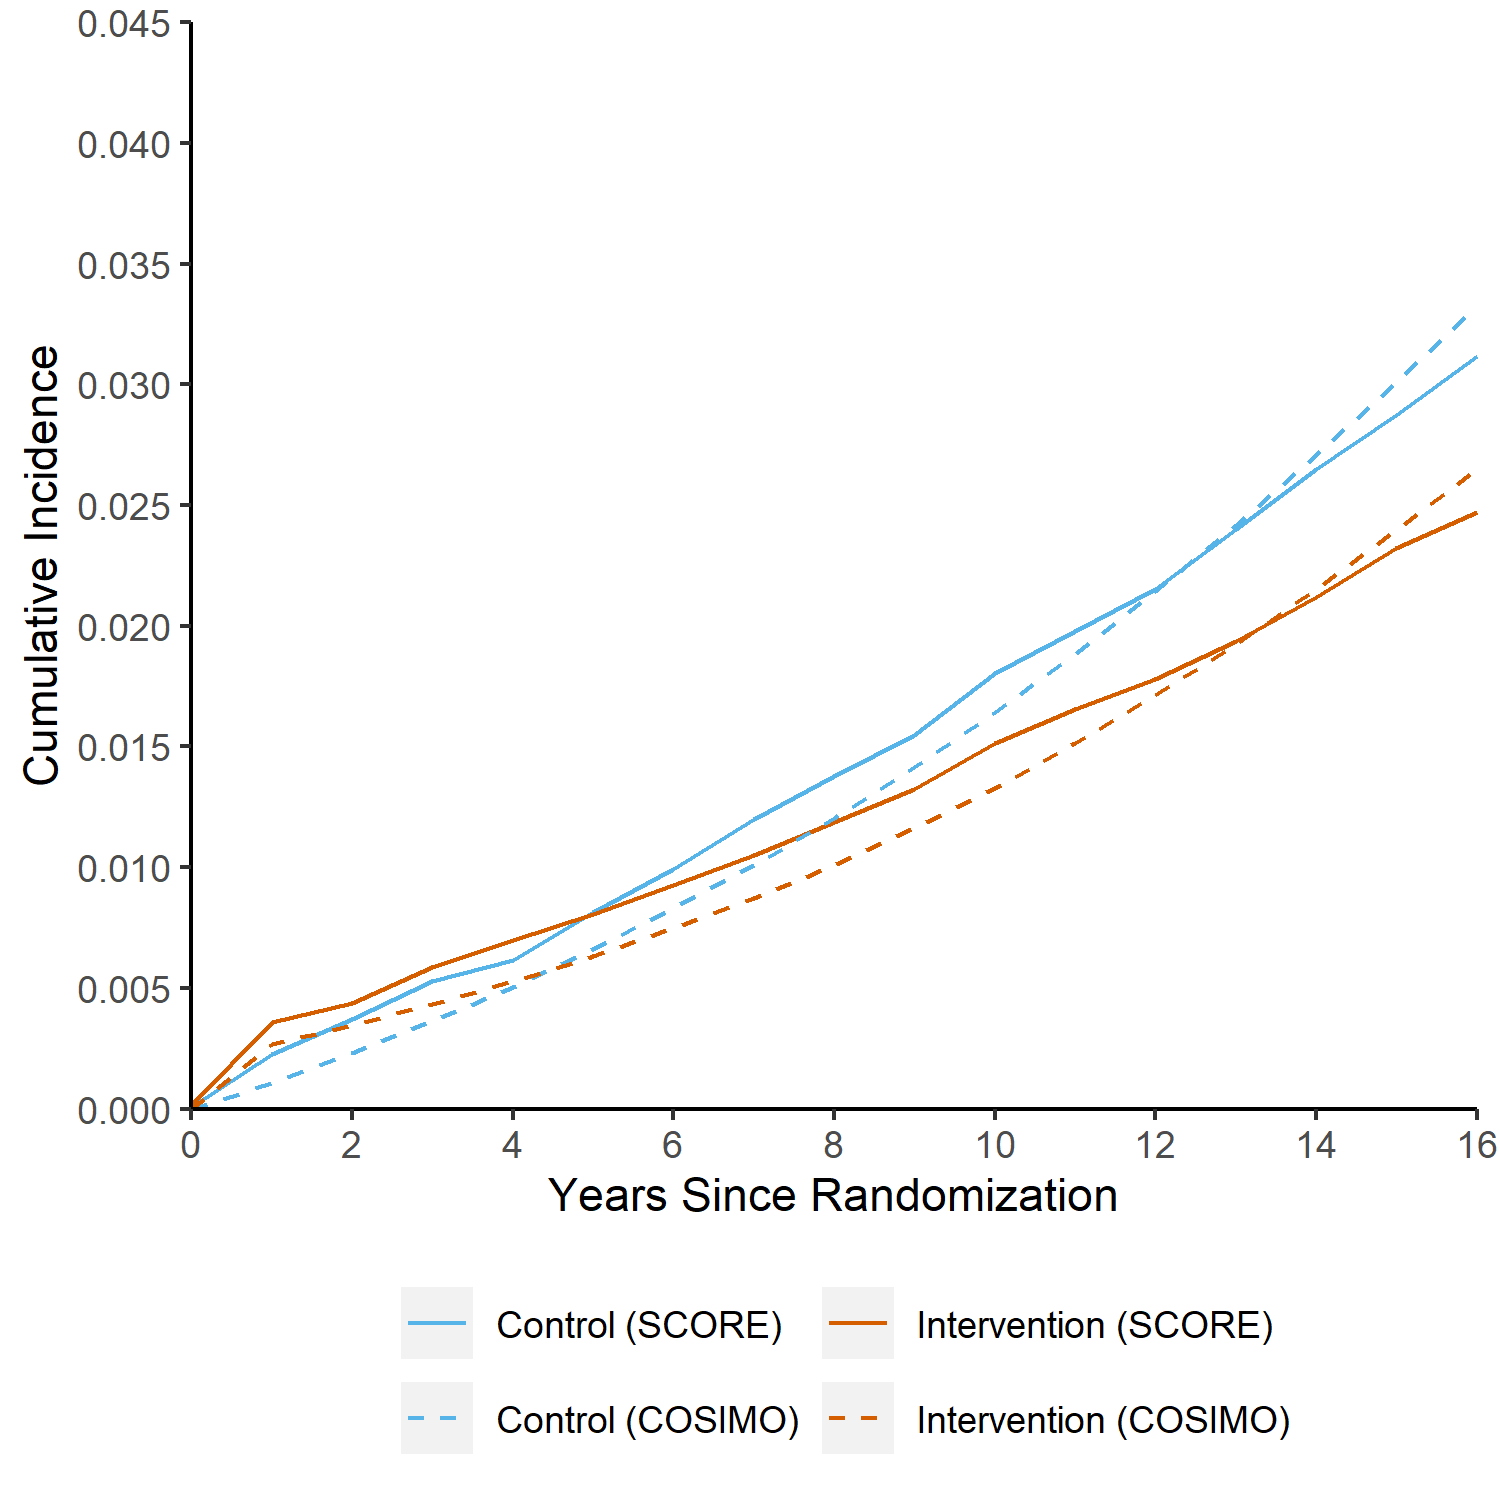 0.045
0.040
0.035
0.030
0.025
0.020
0.015
0.010
0.005
0.000
Cumulative Incidence
0 2 4 6 8 10 12 14 16
Years Since Randomization
Control (SCORE) Intervention (SCORE)
Control (COSIMO) Intervention (COSIMO)